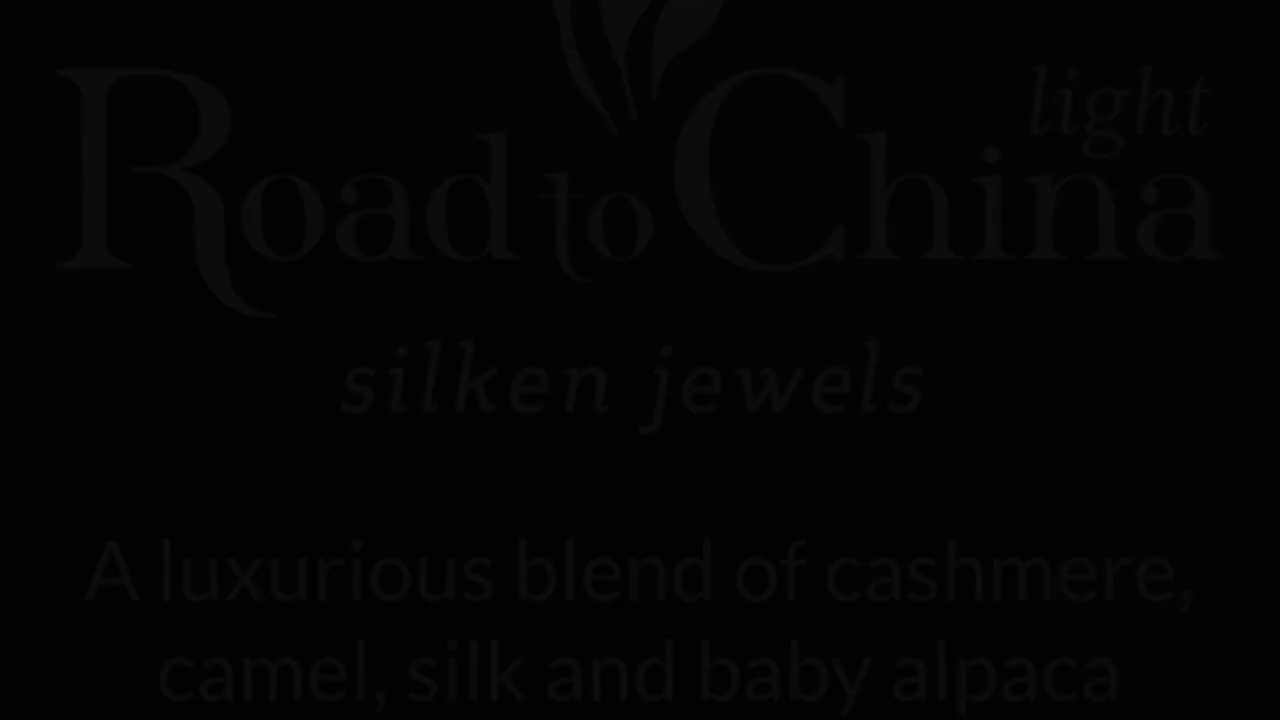 light
Road to China
silken jewels
A luxurious blend of cashmere,
camel, silk and baby alpaca